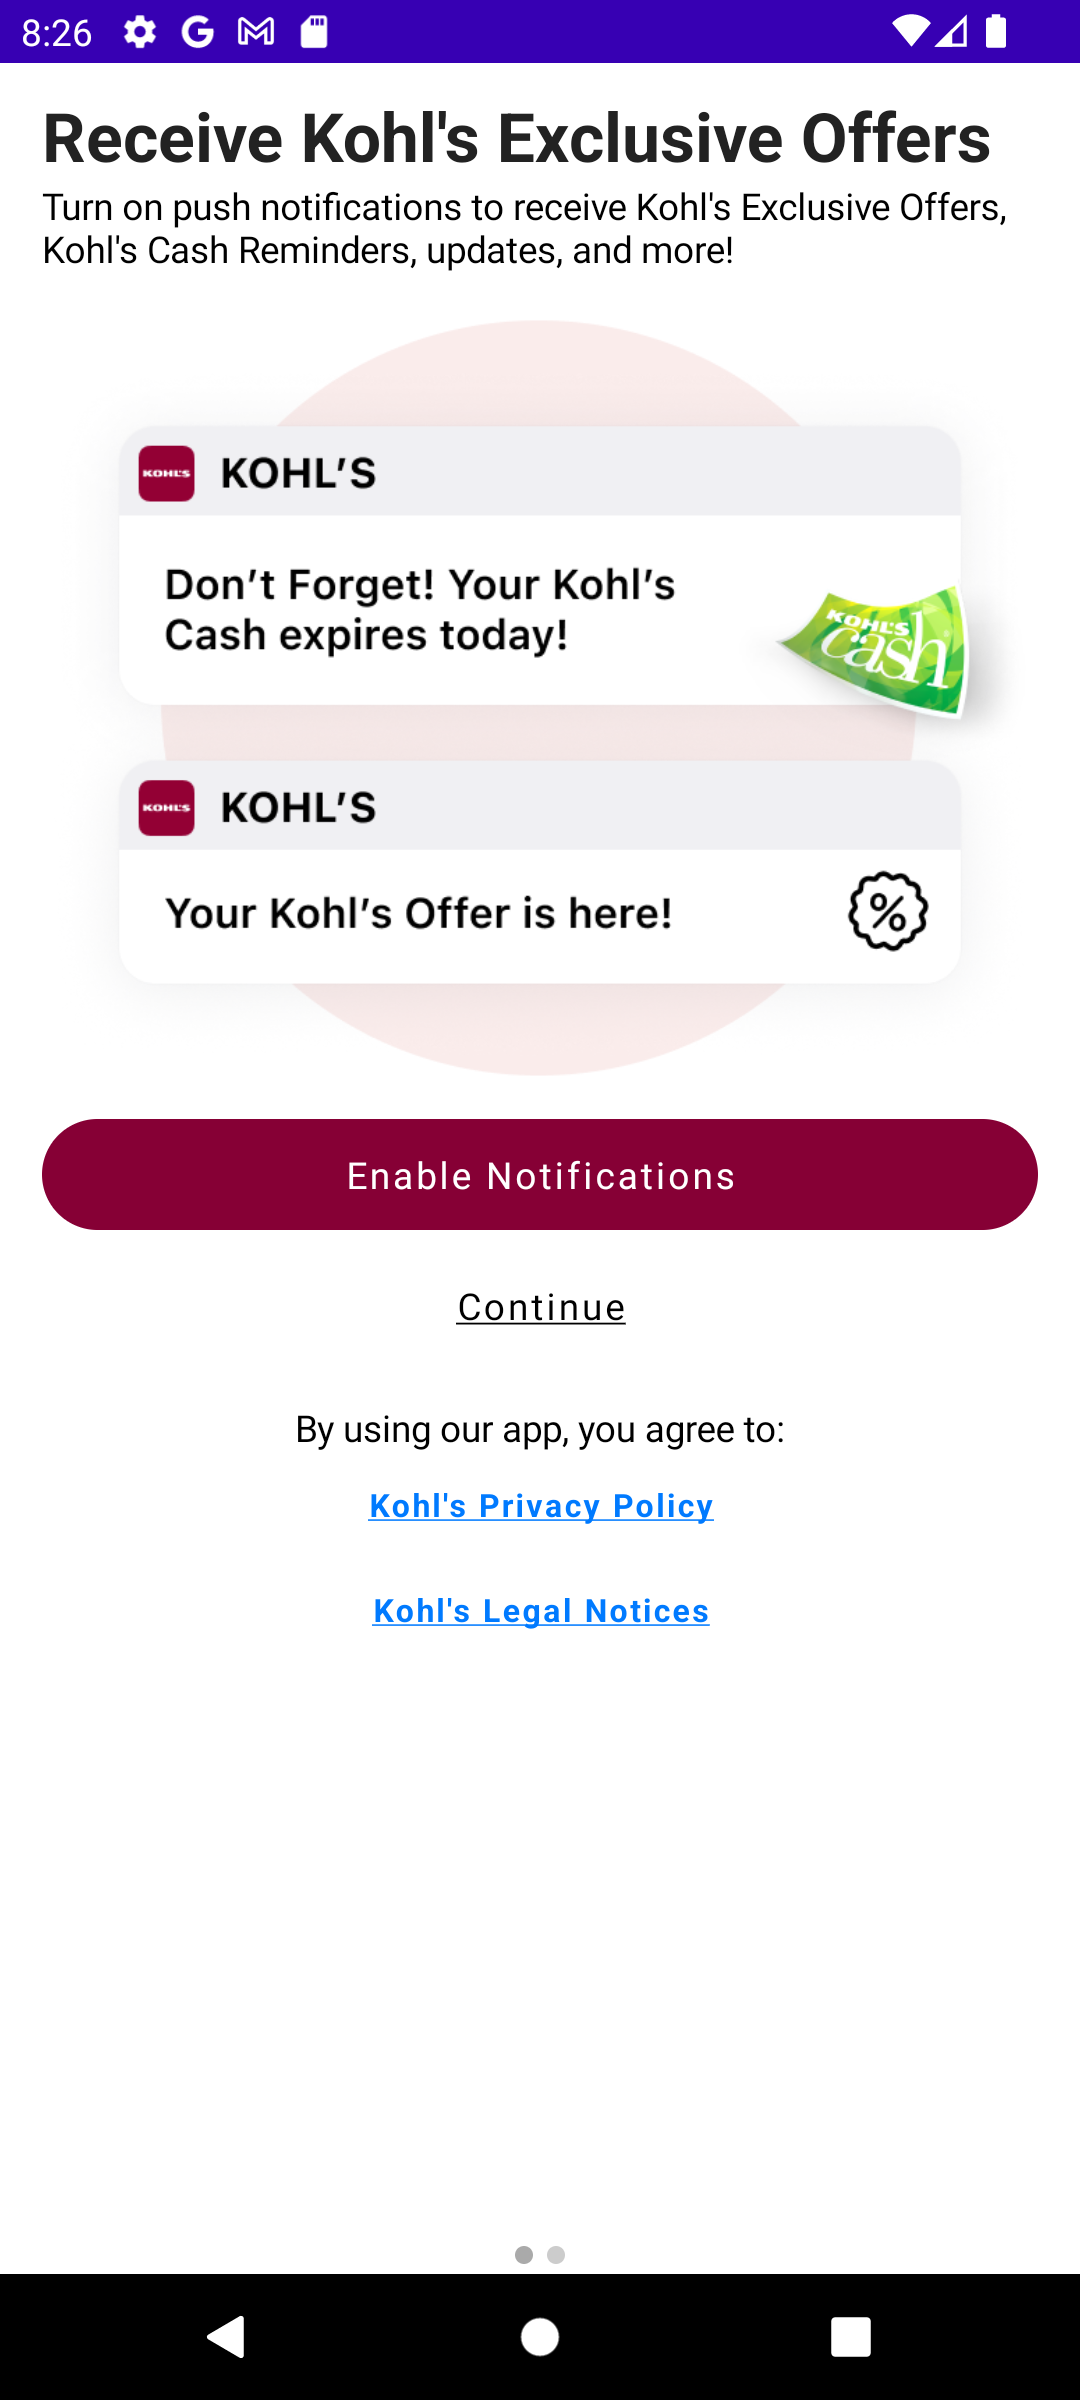 8:26
Receive Kohl's Exclusive Offers
Turn on push notifications to receive Kohl's Exclusive Offers,
Kohl's Cash Reminders, updates, and more!
KOHL'S KOHL’S
Don’t Forget! Your Kohl’s
Cash expires today!
KOHL'S
cash
KOHL'S KOHL’S
Your Kohl’s Offer is here!
%
Enable Notifications
Continue
By using our app, you agree to:
Kohl's Privacy Policy
Kohl's Legal Notices